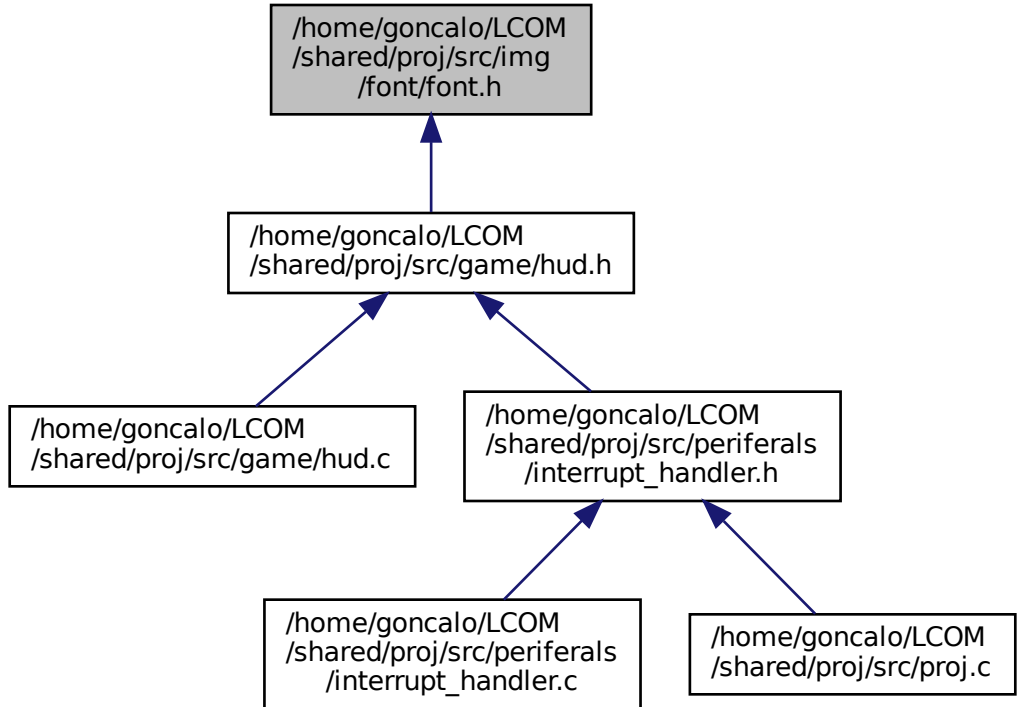 /home/goncalo/LCOM
/shared/proj/src/img
/font/font.h
/home/goncalo/LCOM
/shared/proj/src/game/hud.h
/home/goncalo/LCOM
/shared/proj/src/game/hud.c
/home/goncalo/LCOM
/shared/proj/src/periferals
/interrupt_handler.h
/home/goncalo/LCOM
/shared/proj/src/periferals
/interrupt_handler.c
/home/goncalo/LCOM
/shared/proj/src/proj.c